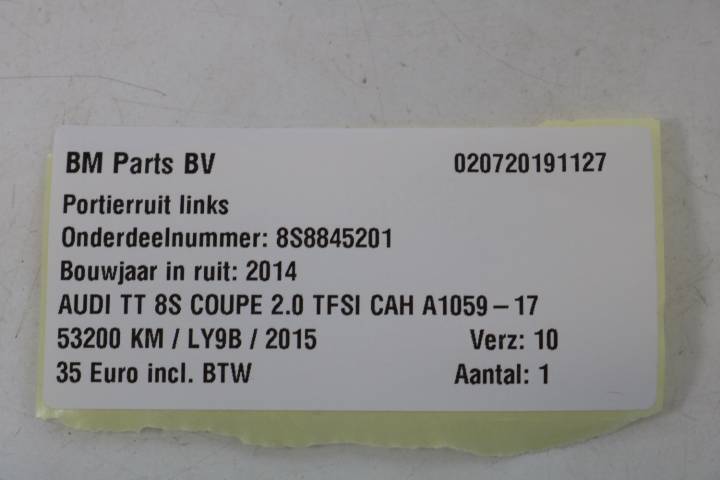 BM Parts BV 020720191127
Portierruit links
Onderdeelnummer: 8S8845201
Bouwjaar in ruit: 2014
AUDI TT 8S COUPE 2.0 TFSI CAH A1059-17
53200 KM / LY9B / 2015 Verz: 10
35 Euro incl. BTW Aantal: 1